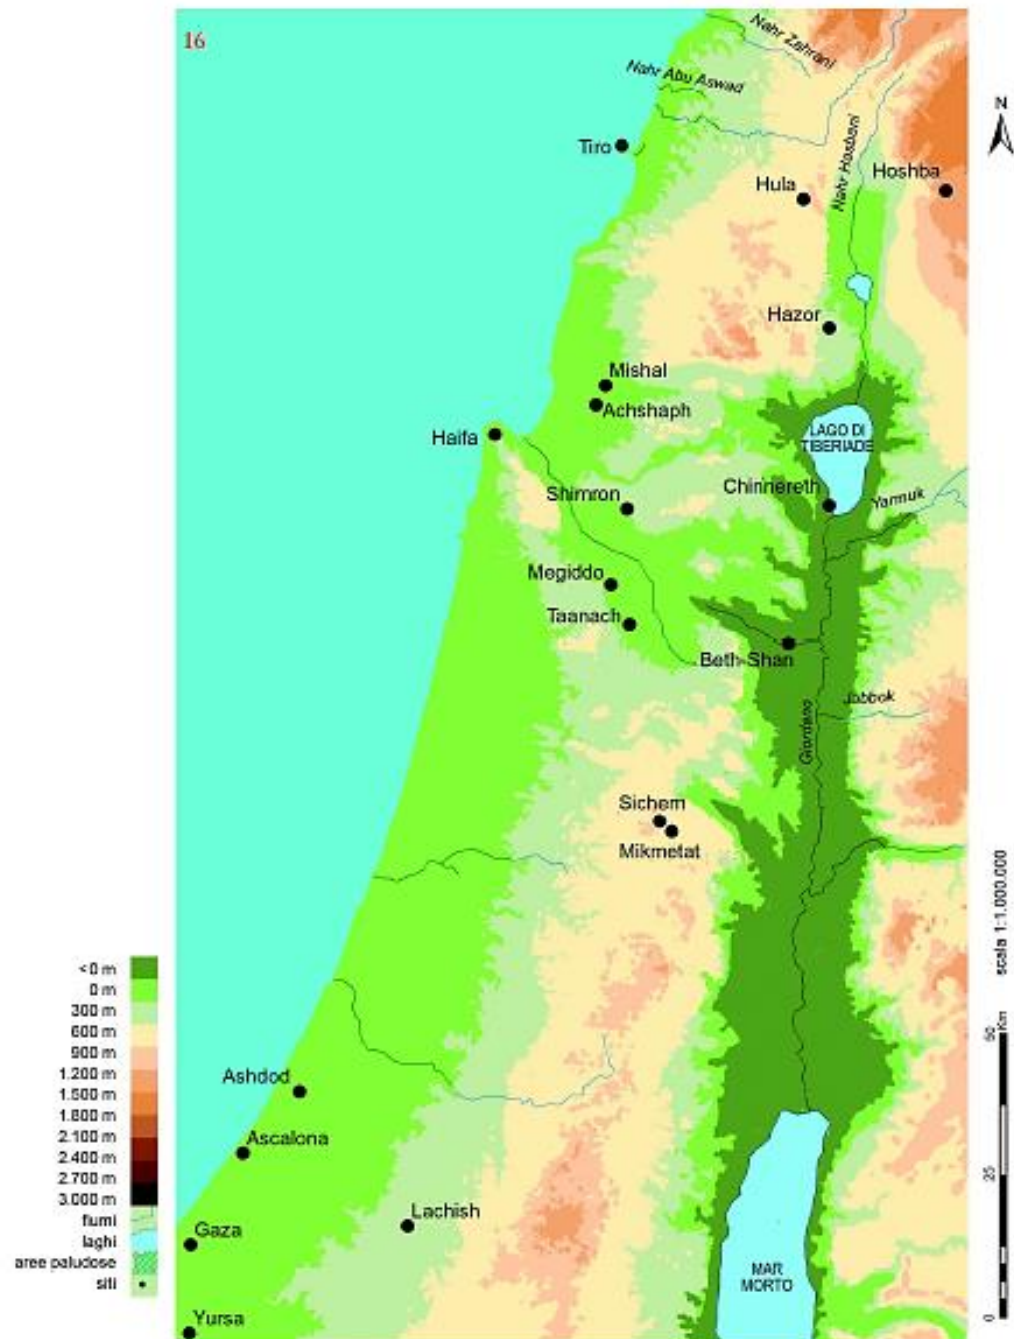 16
Nahr Zahrani
Nahr Abu Aswad
N
Tiro
Nahr Hasbani
Hoshba
Hula
Hazor
Mishal
Achshaph
LAGO DI
TIBERIADE
Haifa
Chinnereth
Yarmuk
Shimron
Megiddo
Taanach
Beth-Shan
Jabbok
Giordano
Sichem
Mikmetat
scala 1:1.000.000
<0 m
0 m
300 m
600 m
900 m
1.200 m
1.500 m
1.800 m
2.100 m
2.400 m
2.700 m
3.000 m
fiumi
laghi
aree paludose
siti
50 Km
25
0
Ashdod
Ascalona
Lachish
Gaza
MAR
MORTO
Yursa